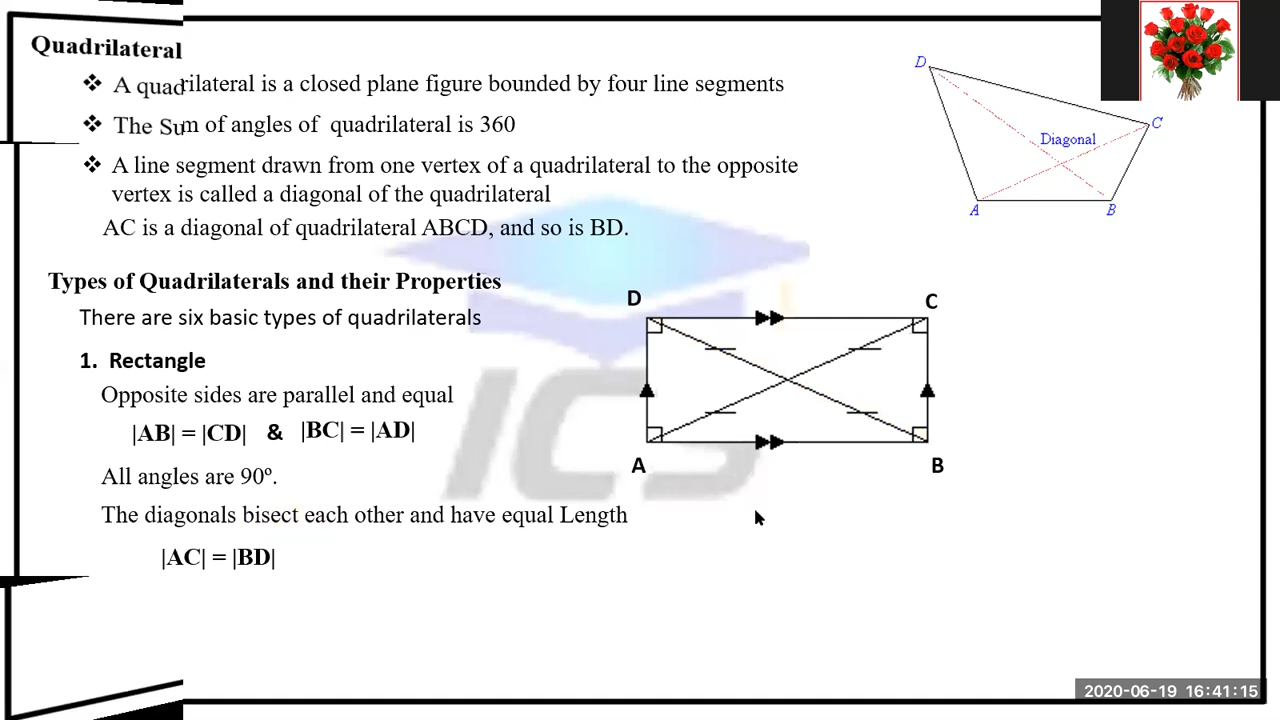 Quadrilateral
❖ A quadrilateral is a closed plane figure bounded by four line segments
❖ The Sum of angles of quadrilateral is 360
❖ A line segment drawn from one vertex of a quadrilateral to the opposite
vertex is called a diagonal of the quadrilateral
AC is a diagonal of quadrilateral ABCD, and so is BD.
D
C
Diagonal
A
B
Types of Quadrilaterals and their Properties
There are six basic types of quadrilaterals
1. Rectangle
Opposite sides are parallel and equal
|AB| = |CD| & |BC| = |AD|
All angles are 90º.
The diagonals bisect each other and have equal Length
|AC| = |BD|
D
C
A
B
ICS
2020-06-19 16:41:15